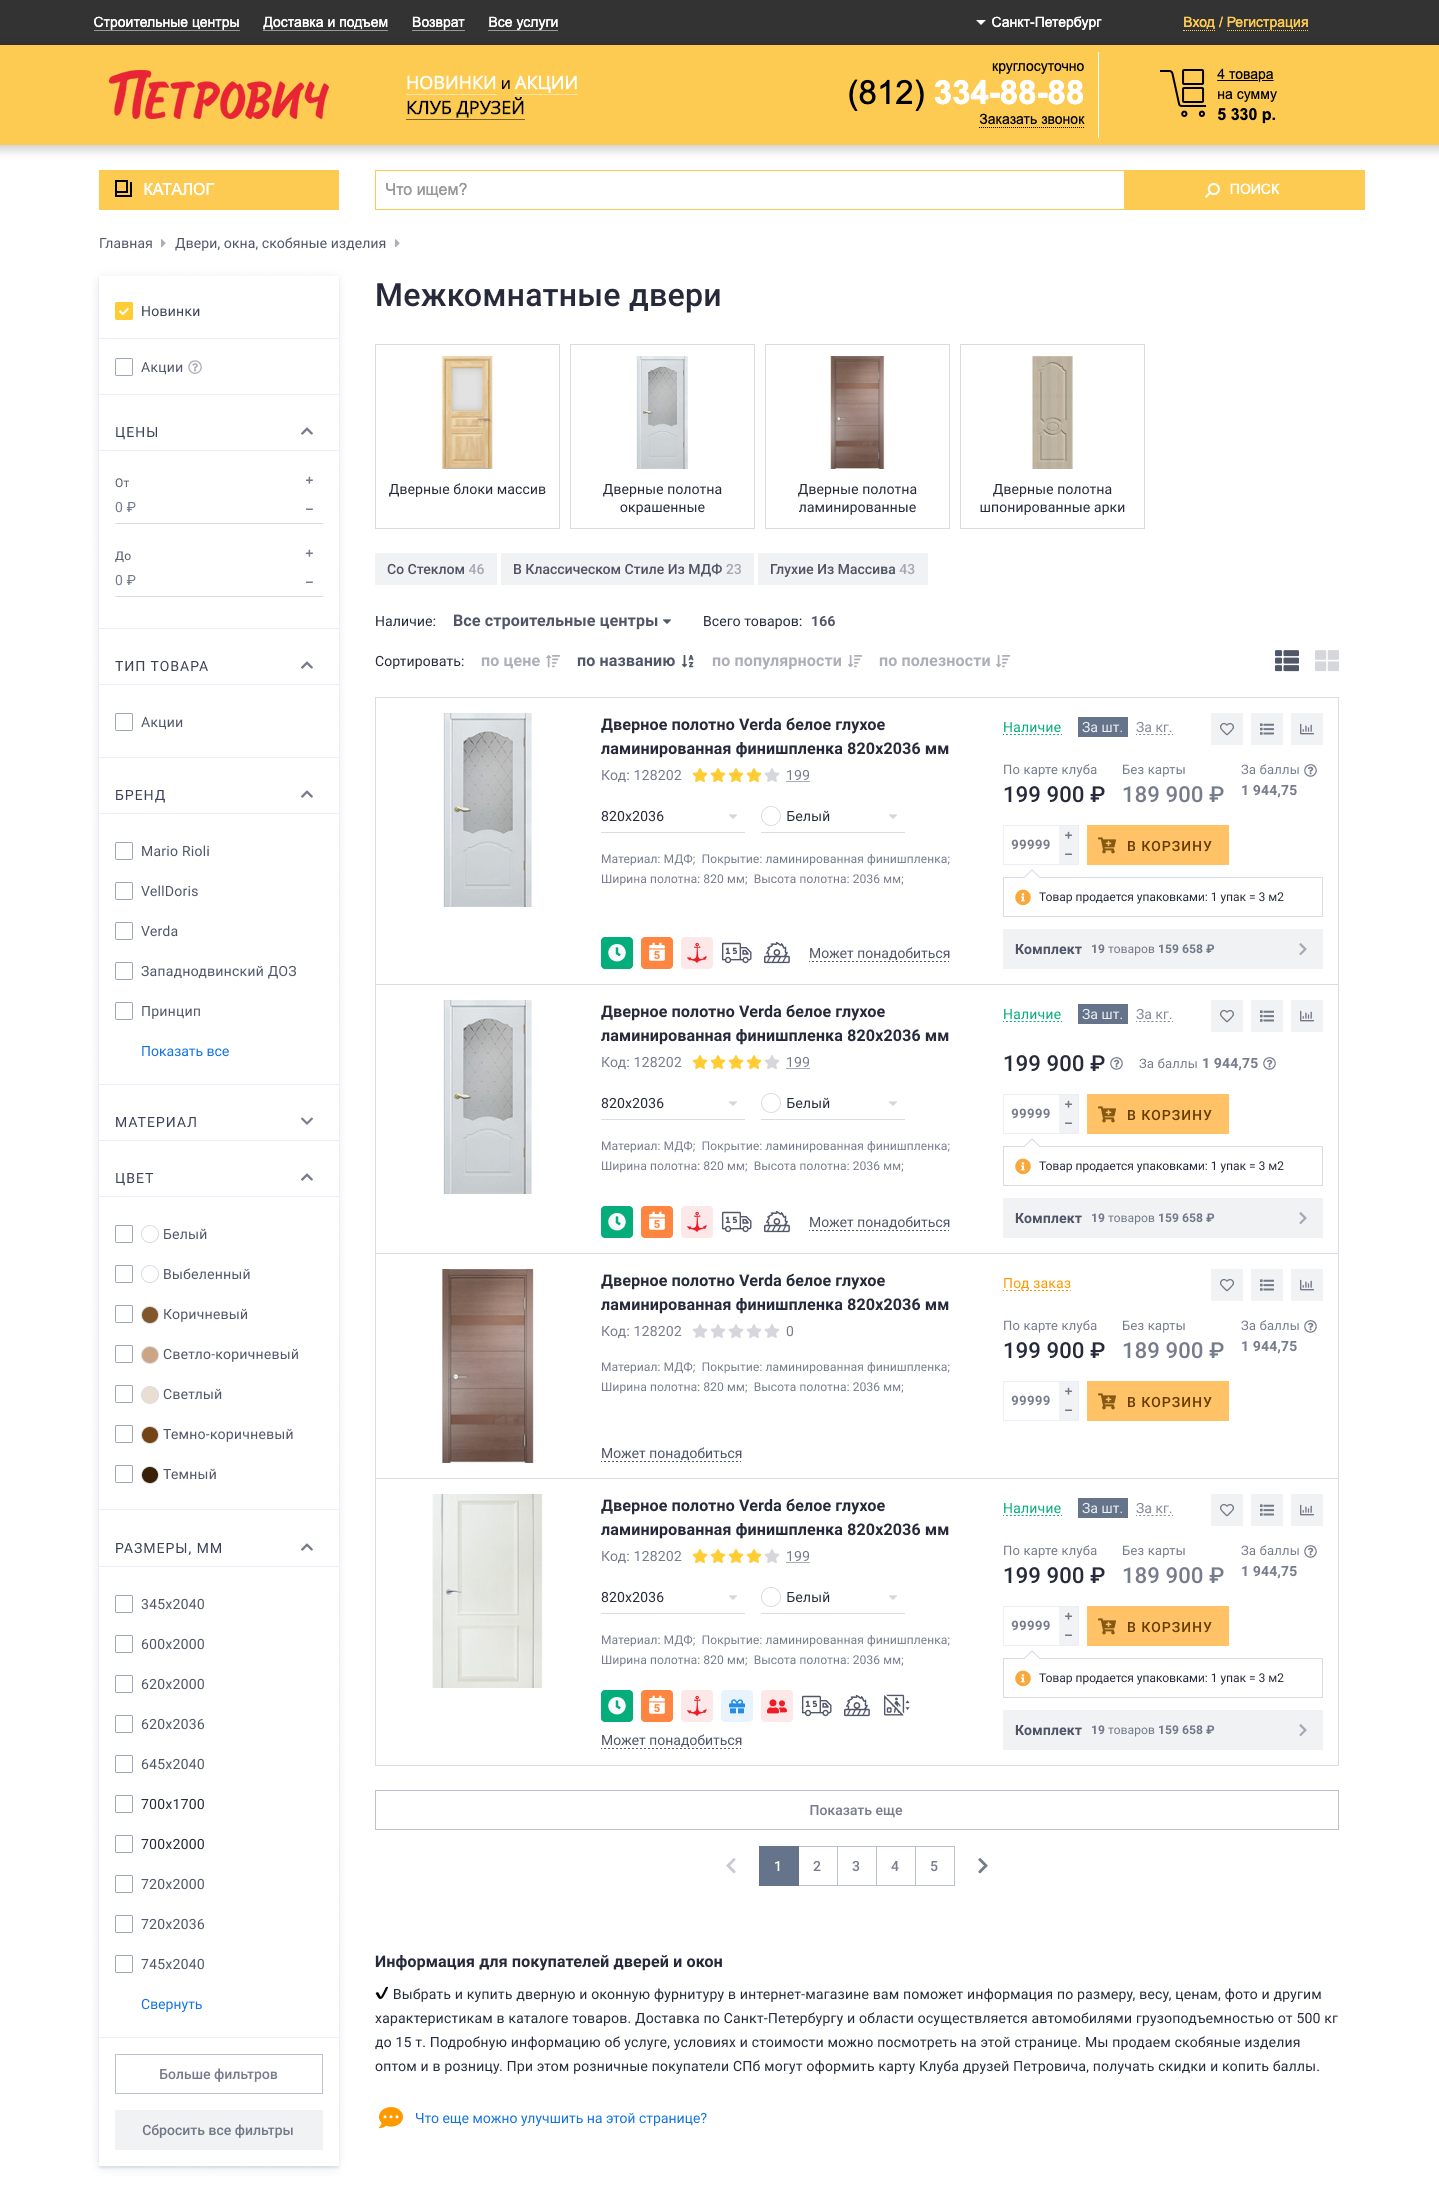 Строительные центры Доставка и подъем Возврат Все услуги Санкт-Петербург Вход / Регистрация
ПЕТРОВИЧ
НОВИНКИ и АКЦИИ
КЛУБ ДРУЗЕЙ
круглосуточно
(812) 334-88-88
Заказать звонок
4 товара
на сумму
5 330 р.
КАТАЛОГ
Что ищем?
ПОИСК
Главная Двери, окна, скобяные изделия
Новинки
Акции ?
ЦЕНЫ
От +
0 ₽ –
До +
0 ₽ –
ТИП ТОВАРА
Акции
БРЕНД
Mario Rioli
VellDoris
Verda
Западнодвинский ДОЗ
Принцип
Показать все
МАТЕРИАЛ
ЦВЕТ
Белый
Выбеленный
Коричневый
Светло-коричневый
Светлый
Темно-коричневый
Темный
РАЗМЕРЫ, ММ
345х2040
600х2000
620х2000
620х2036
645х2040
700х1700
700х2000
720х2000
720х2036
745х2040
Свернуть
Больше фильтров
Сбросить все фильтры
Межкомнатные двери
Дверные блоки массив
Дверные полотна
окрашенные
Дверные полотна
ламинированные
Дверные полотна
шпонированные арки
Со Стеклом 46 В Классическом Стиле Из МДФ 23 Глухие Из Массива 43
Наличие: Все строительные центры Всего товаров: 166
Сортировать: по цене по названию по популярности по полезности
Дверное полотно Verda белое глухое
ламинированная финишпленка 820х2036 мм
Код: 128202 199
820х2036 Белый
Материал: МДФ; Покрытие: ламинированная финишпленка;
Ширина полотна: 820 мм; Высота полотна: 2036 мм;
5 15 Может понадобиться
Наличие За шт. За кг.
По карте клуба Без карты За баллы ?
199 900 ₽ 189 900 ₽ 1 944,75
99999 + – В КОРЗИНУ
Товар продается упаковками: 1 упак = 3 м2
Комплект 19 товаров 159 658 ₽
Дверное полотно Verda белое глухое
ламинированная финишпленка 820х2036 мм
Код: 128202 199
820х2036 Белый
Материал: МДФ; Покрытие: ламинированная финишпленка;
Ширина полотна: 820 мм; Высота полотна: 2036 мм;
5 15 Может понадобиться
Наличие За шт. За кг.
199 900 ₽ ? За баллы 1 944,75 ?
99999 + – В КОРЗИНУ
Товар продается упаковками: 1 упак = 3 м2
Комплект 19 товаров 159 658 ₽
Дверное полотно Verda белое глухое
ламинированная финишпленка 820х2036 мм
Код: 128202 0
Материал: МДФ; Покрытие: ламинированная финишпленка;
Ширина полотна: 820 мм; Высота полотна: 2036 мм;
Может понадобиться
Под заказ
По карте клуба Без карты За баллы ?
199 900 ₽ 189 900 ₽ 1 944,75
99999 + – В КОРЗИНУ
Дверное полотно Verda белое глухое
ламинированная финишпленка 820х2036 мм
Код: 128202 199
820х2036 Белый
Материал: МДФ; Покрытие: ламинированная финишпленка;
Ширина полотна: 820 мм; Высота полотна: 2036 мм;
5 15
Может понадобиться
Наличие За шт. За кг.
По карте клуба Без карты За баллы ?
199 900 ₽ 189 900 ₽ 1 944,75
99999 + – В КОРЗИНУ
Товар продается упаковками: 1 упак = 3 м2
Комплект 19 товаров 159 658 ₽
Показать еще
1 2 3 4 5
Информация для покупателей дверей и окон
✔ Выбрать и купить дверную и оконную фурнитуру в интернет-магазине вам поможет информация по размеру, весу, ценам, фото и другим
характеристикам в каталоге товаров. Доставка по Санкт-Петербургу и области осуществляется автомобилями грузоподъемностью от 500 кг
до 15 т. Подробную информацию об услуге, условиях и стоимости можно посмотреть на этой странице. Мы продаем скобяные изделия
оптом и в розницу. При этом розничные покупатели СПб могут оформить карту Клуба друзей Петровича, получать скидки и копить баллы.
Что еще можно улучшить на этой странице?